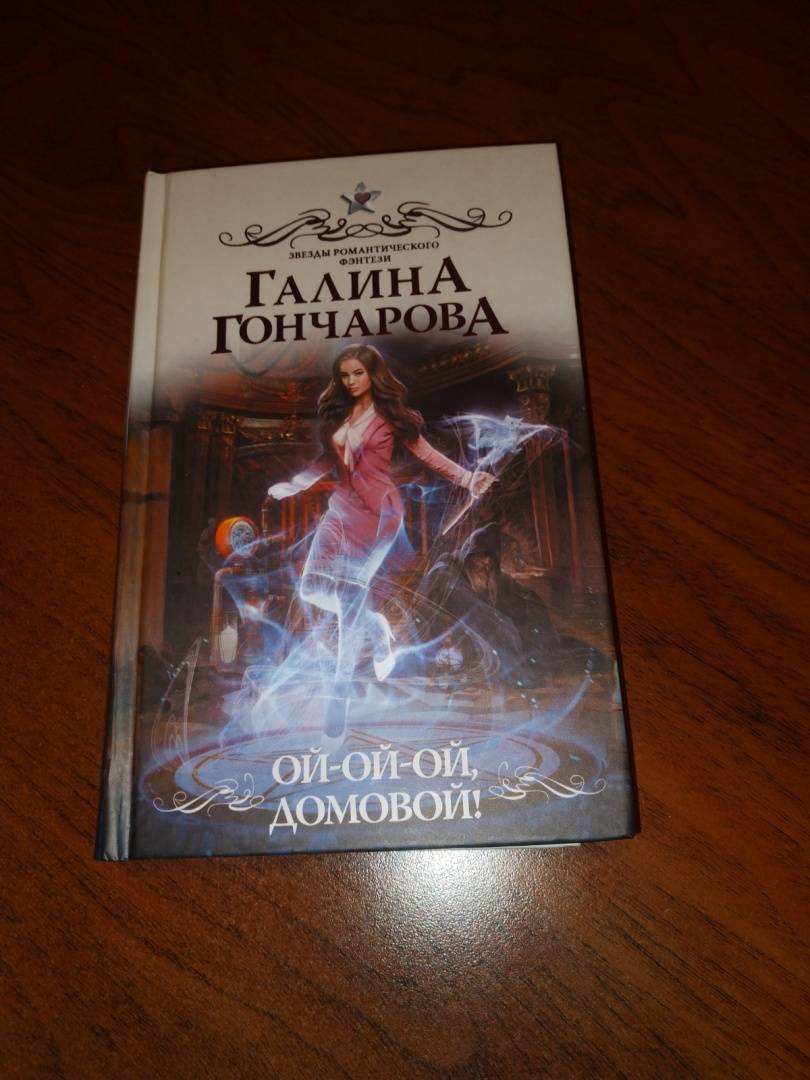 ЗВЕЗДЫ РОМАНТИЧЕСКОГО
ФЭНТЕЗИ
ГАЛИНА
ГОНЧАРОВА
ОЙ-ОЙ-ОЙ,
ДОМОВОЙ!